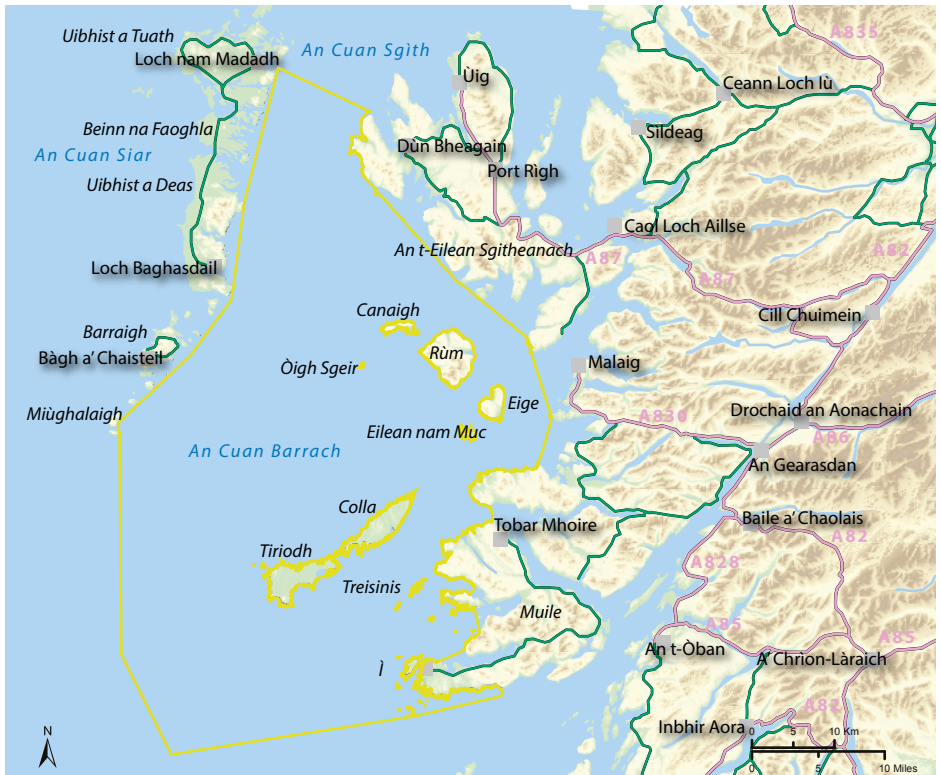 Uibhist a Tuath
Loch nam Madadh
An Cuan Sgìth
A835
Ùig
Ceann Loch Iù
Beinn na Faoghla
Sildeag
An Cuan Siar
Dùn Bheagain
Port Rìgh
Uibhist a Deas
Caol Loch Aillse
An t-Eilean Sgitheanach
A87
A82
Loch Baghasdail
A87
Canaigh
Cill Chuimein
Barraigh
Bàgh a' Chaisteil
Rùm
Òigh Sgeir
Malaig
Eige
Miùghalaigh
A830
Drochaid an Aonachain
Eilean nam Muc
A86
An Cuan Barrach
An Gearasdan
Colla
Tobar Mhoire
Baile a' Chaolais
A82
Tiriodh
A828
Treisinis
Muile
A85
A85
An t-Òban
A' Chrìon-Làraich
Ì
A82
Inbhir Aora
N
0 5 10 Km
0 5 10 Miles